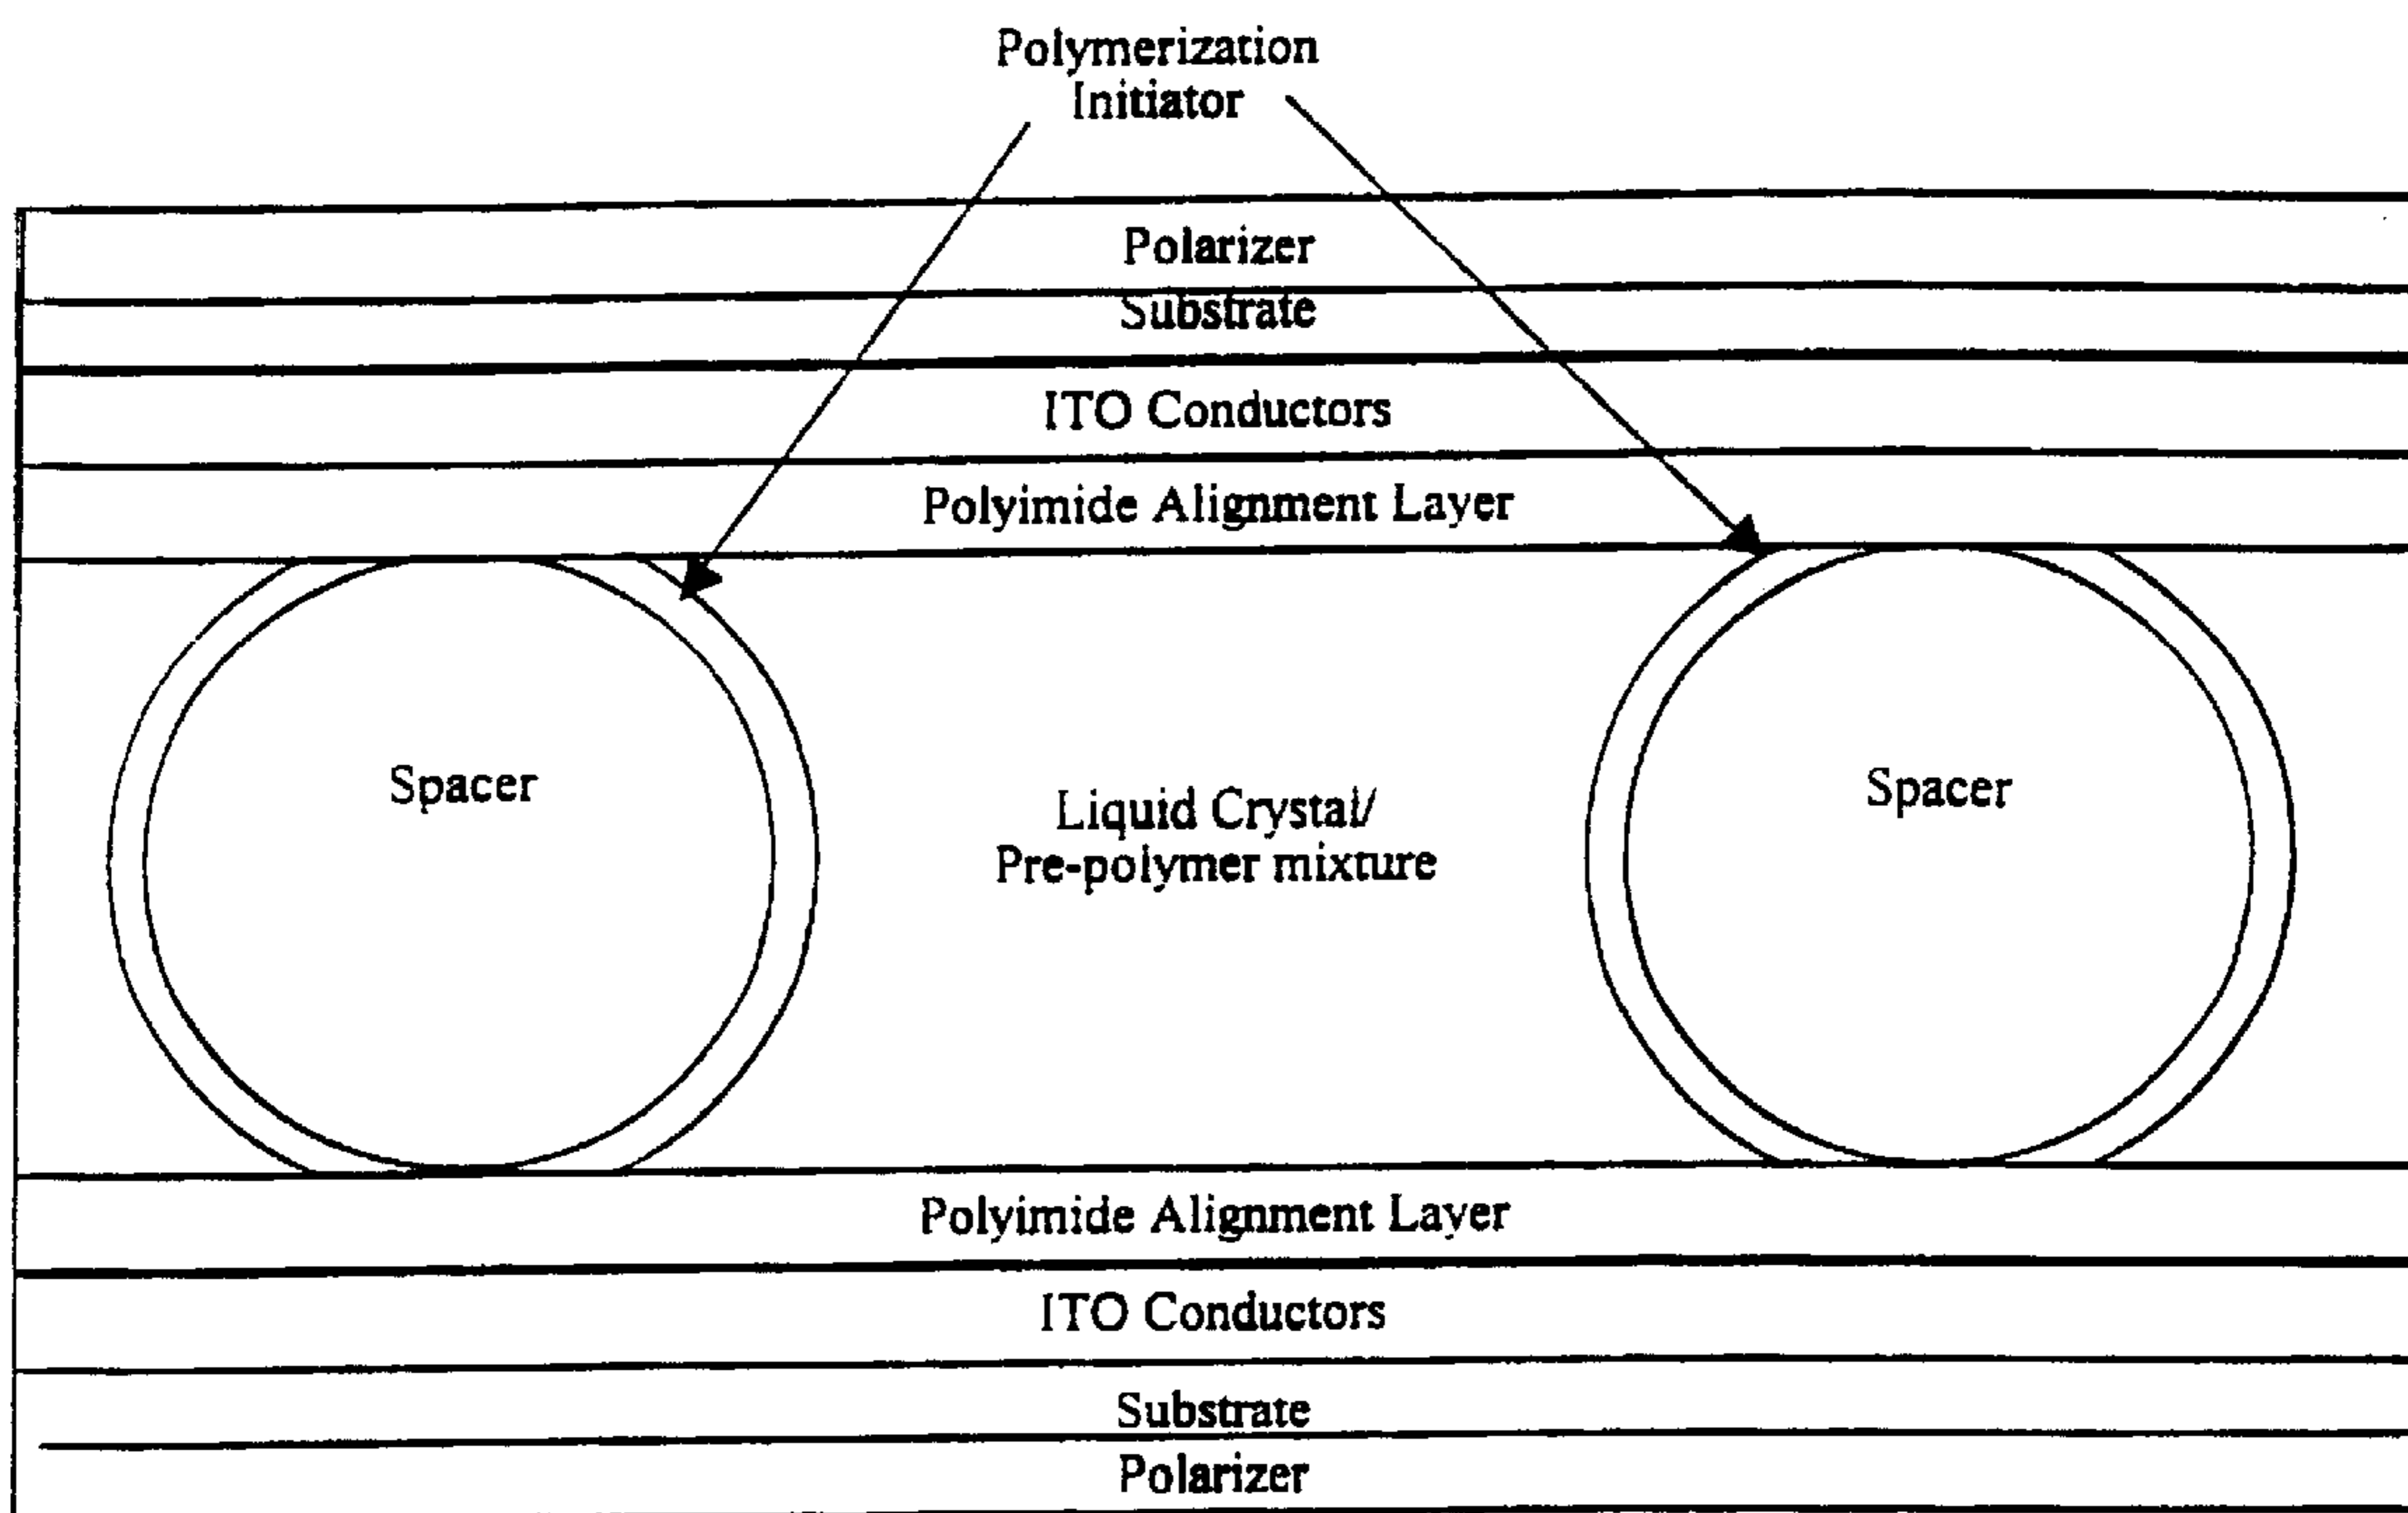 Polymerization
Initiator
Polarizer
Substrate
ITO Conductors
Polyimide Alignment Layer
Spacer
Liquid Crystal/
Pre-polymer mixture
Spacer
Polyimide Alignment Layer
ITO Conductors
Substrate
Polarizer